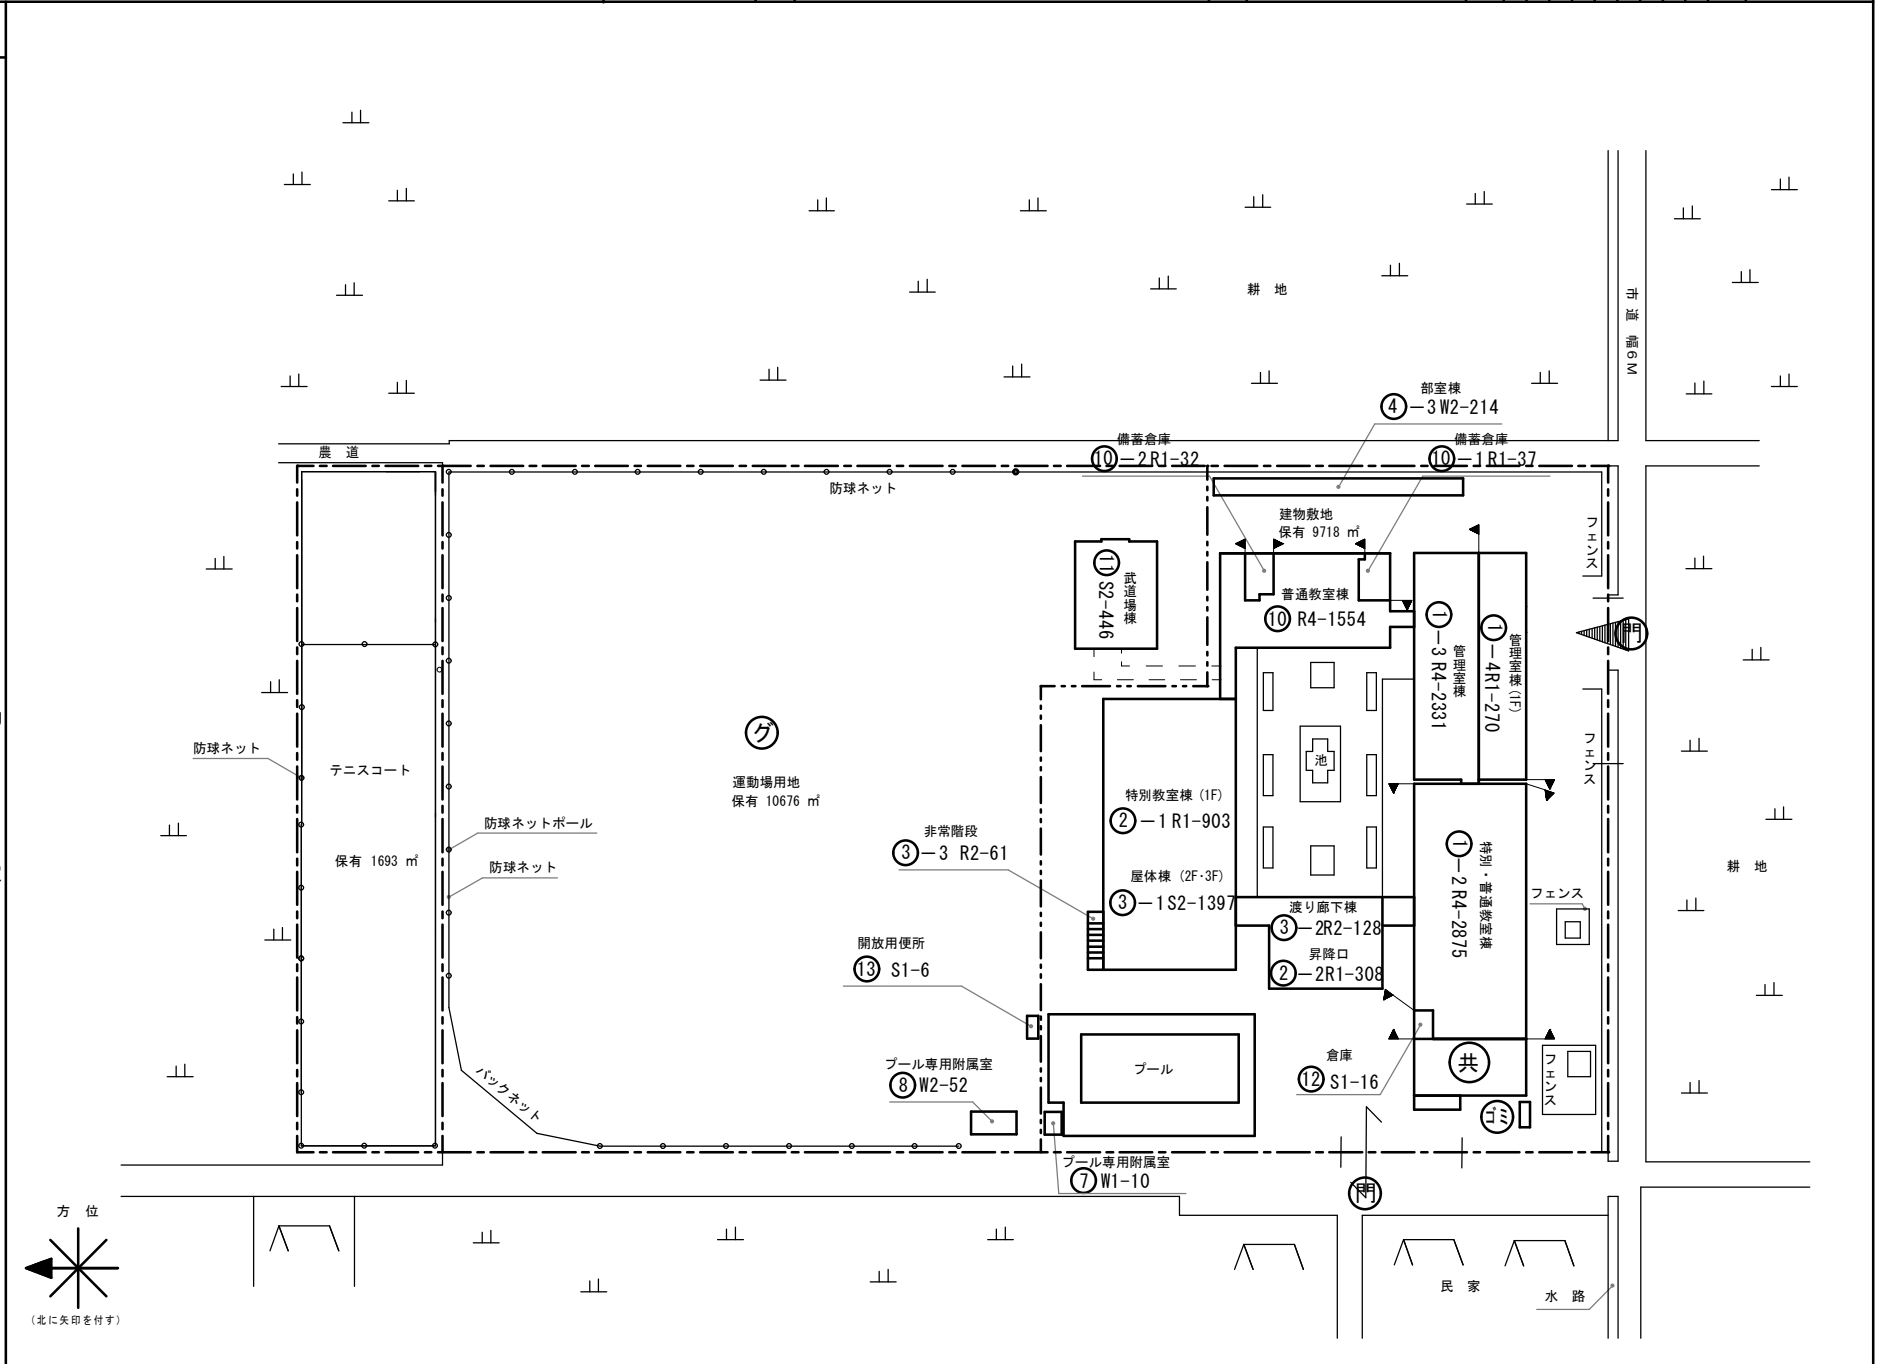 耕 地
市道 幅6M
部室棟
④－3W2-214
備蓄倉庫
⑩－2R1-32
備蓄倉庫
⑩－1R1-37
農 道
防球ネット
建物敷地
保有 9718 ㎡
フェンス
⑪ S2-446
武道場棟
普通教室棟
⑩ R4-1554
①－3R4-2331
管理室棟
①－4R1-270
管理室棟(1F)
門
グ
運動場用地
保有 10676 ㎡
防球ネット
テニスコート
池
フェンス
特別教室棟(1F)
②－1R1-903
防球ネットポール
非常階段
③－3 R2-61
保有 1693 ㎡
防球ネット
屋体棟(2F･3F)
③－1S2-1397
①－2R4-2875
特別・普通教室棟
耕 地
フェンス
渡り廊下棟
③－2R2-128
開放用便所
⑬ S1-6
昇降口
②－2R1-308
プール専用附属室
⑧W2-52
プール
倉庫
⑫ S1-16
共
フェンス
バックネット
ゴミ
プール専用附属室
⑦W1-10
門
方 位
(北に矢印を付す)
民 家
水 路